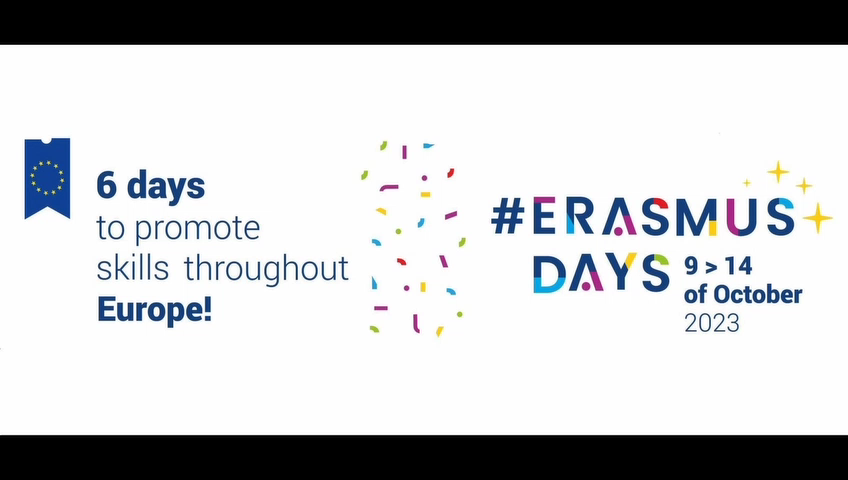 6 days
to promote
skills throughout
Europe!
#ERASMUS
DAYS
9 > 14
of October
2023